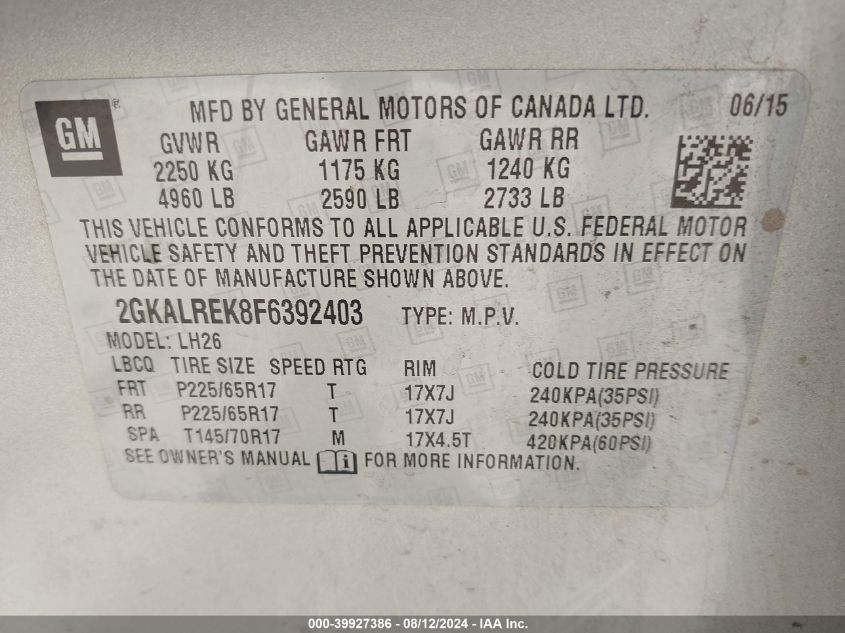 GM ® MFD BY GENERAL MOTORS OF CANADA LTD. 06/15
GVWR GAWR FRT GAWR RR
2250 KG 1175 KG 1240 KG
4960 LB 2590 LB 2733 LB
THIS VEHICLE CONFORMS TO ALL APPLICABLE U.S. FEDERAL MOTOR
VEHICLE SAFETY AND THEFT PREVENTION STANDARDS IN EFFECT ON
THE DATE OF MANUFACTURE SHOWN ABOVE.
2GKALREK8F6392403 TYPE: M.P.V.
MODEL: LH26
LBCQ TIRE SIZE SPEED RTG RIM COLD TIRE PRESSURE
FRT P225/65R17 T 17X7J 240KPA(35PSI)
RR P225/65R17 T 17X7J 240KPA(35PSI)
SPA T145/70R17 M 17X4.5T 420KPA(60PSI)
SEE OWNER'S MANUAL FOR MORE INFORMATION.
000-39927386 - 08/12/2024 - IAA Inc.